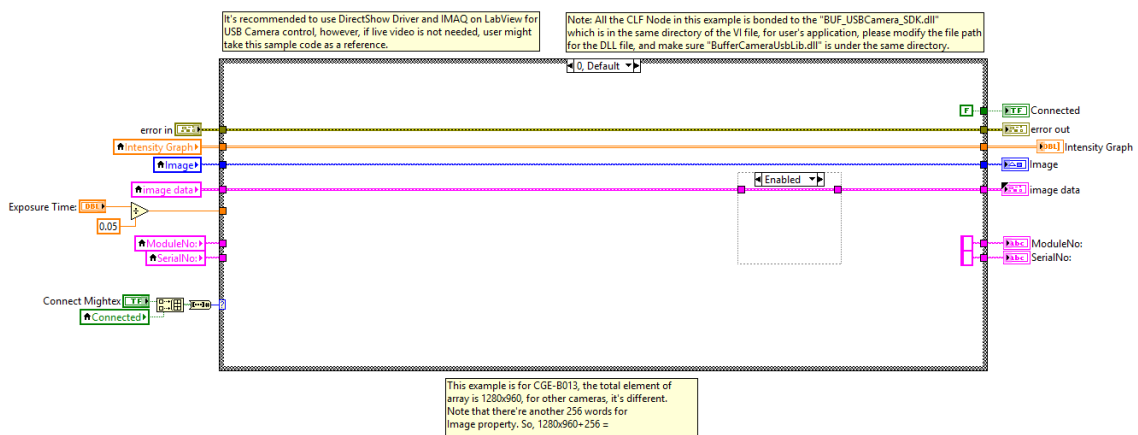 It's recommended to use DirectShow Driver and IMAQ on LabView for
USB Camera control, however, if live video is not needed, user might
take this sample code as a reference.
Note: All the CLF Node in this example is bonded to the "BUF_USBCamera_SDK.dll"
which is in the same directory of the VI file, for user's application, please modify the file path
for the DLL file, and make sure "BufferCameraUsbLib.dll" is under the same directory.
0, Default
F
TF
Connected
error in
error out
Intensity Graph
DBL
Intensity Graph
Image
Image
Enabled
image data
image data
Exposure Time:
DBL
0.05
ModuleNo:
abc
ModuleNo:
SerialNo:
abc
SerialNo:
Connect Mightex
TF
?
Connected
This example is for CGE-B013, the total element of
array is 1280x960, for other cameras, it's different.
Note that there're another 256 words for
Image property. So, 1280x960+256 =